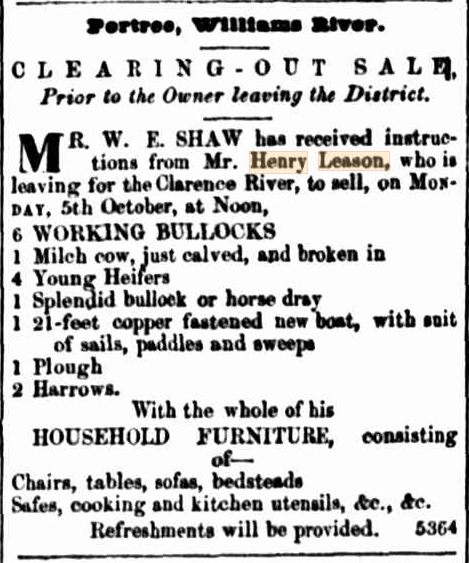 Portree, Williams River.
CLEARING-OUT SALE,
Prior to the Owner leaving the District.
MR. W. E. SHAW has received instruc-
tions from Mr. Henry Leason, who is
leaving for the Clarence River, to sell, on MON-
DAY, 5th October, at Noon,
6 WORKING BULLOCKS
1 Milch cow, just calved, and broken in
4 Young Heifers
1 Splendid bullock or horse dray
1 21-feet copper fastened new boat, with suit
of sails, paddles and sweeps
1 Plough
2 Harrows.
With the whole of his
HOUSEHOLD FURNITURE, consisting
of—
Chairs, tables, sofas, bedsteads
Safes, cooking and kitchen utensils, &c., &c.
Refreshments will be provided. 5364